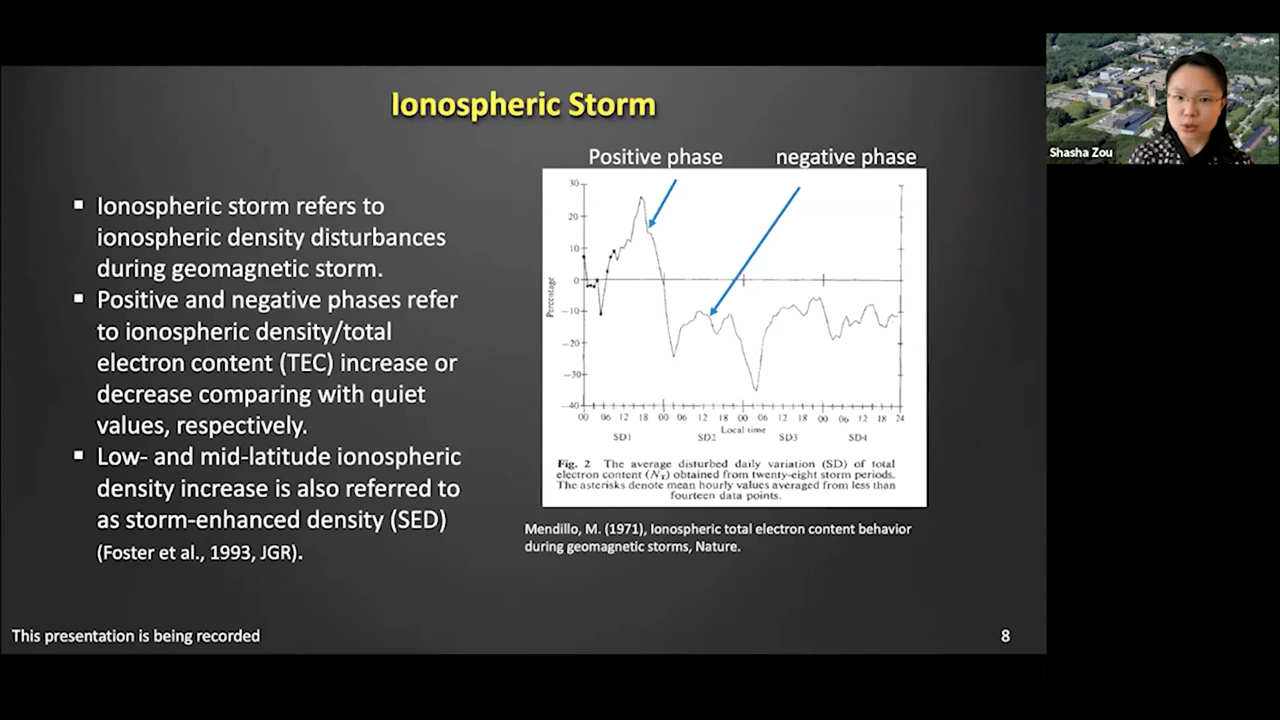 Ionospheric Storm
▪ Ionospheric storm refers to
ionospheric density disturbances
during geomagnetic storm.
▪ Positive and negative phases refer
to ionospheric density/total
electron content (TEC) increase or
decrease comparing with quiet
values, respectively.
▪ Low- and mid-latitude ionospheric
density increase is also referred to
as storm-enhanced density (SED)
(Foster et al., 1993, JGR).
Positive phase negative phase
30
20
10
0
-10
-20
-30
-40
Percentage
00 06 12 18 00 06 12 18 00 06 12 18 00 06 12 18 24
Local time
SD1 SD2 SD3 SD4
Fig. 2 The average disturbed daily variation (SD) of total
electron content (NT) obtained from twenty-eight storm periods.
The asterisks denote mean hourly values averaged from less than
fourteen data points.
Mendillo, M. (1971), Ionospheric total electron content behavior
during geomagnetic storms, Nature.
This presentation is being recorded
8
Shasha Zou